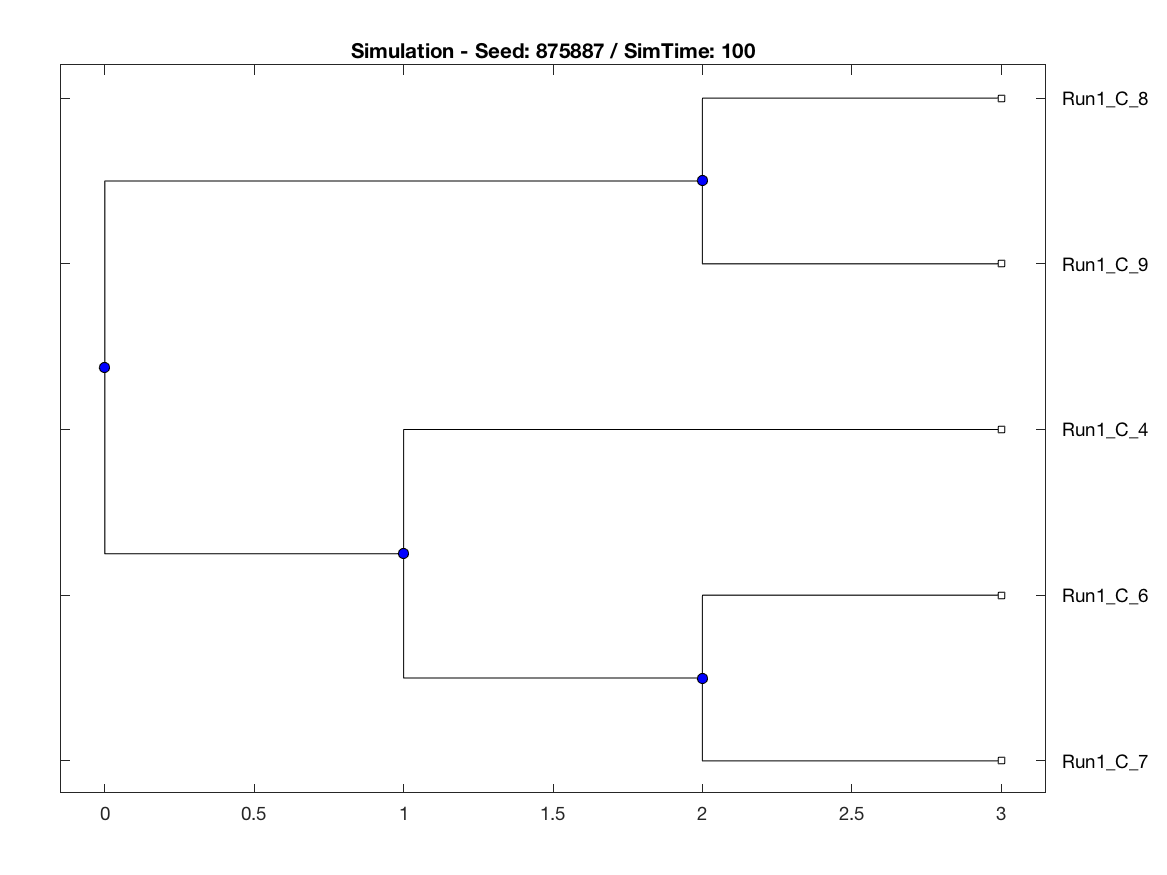 Simulation - Seed: 875887 / SimTime: 100
Run1_C_8
Run1_C_9
Run1_C_4
Run1_C_6
Run1_C_7
0 0.5 1 1.5 2 2.5 3